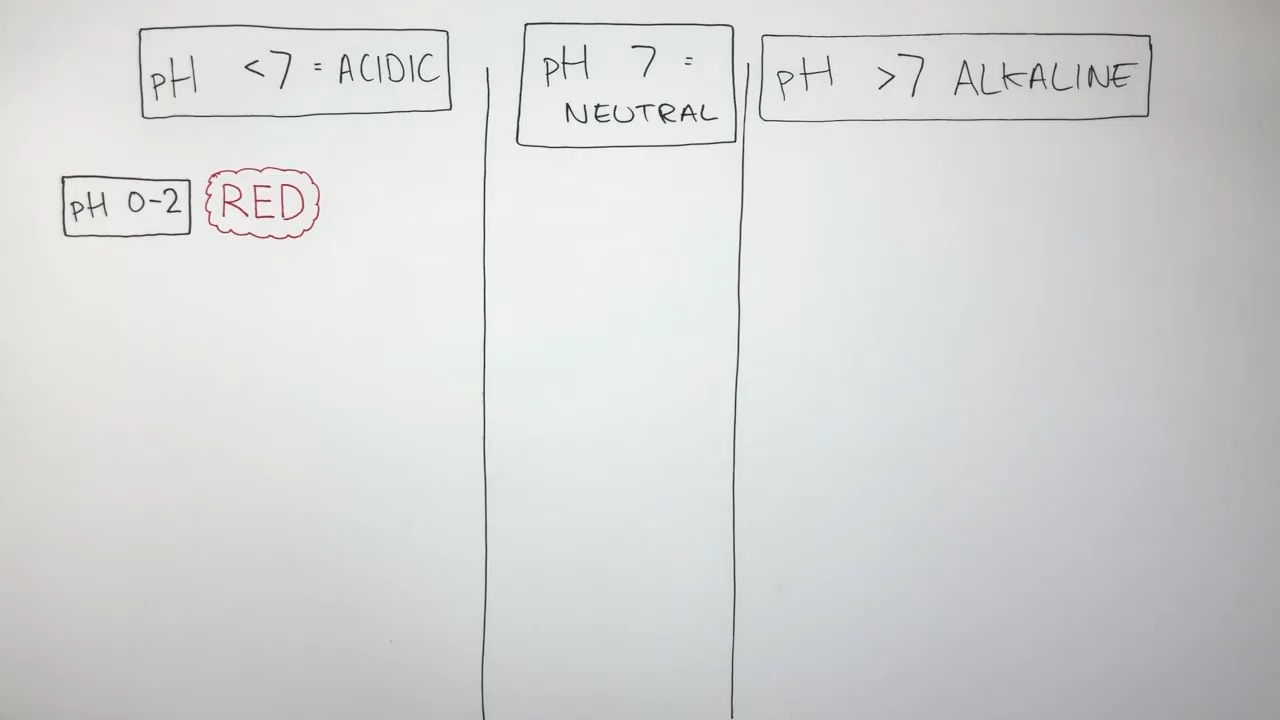 pH <7 = ACIDIC
pH 7 =
NEUTRAL
pH >7 ALKALINE
pH 0-2 RED